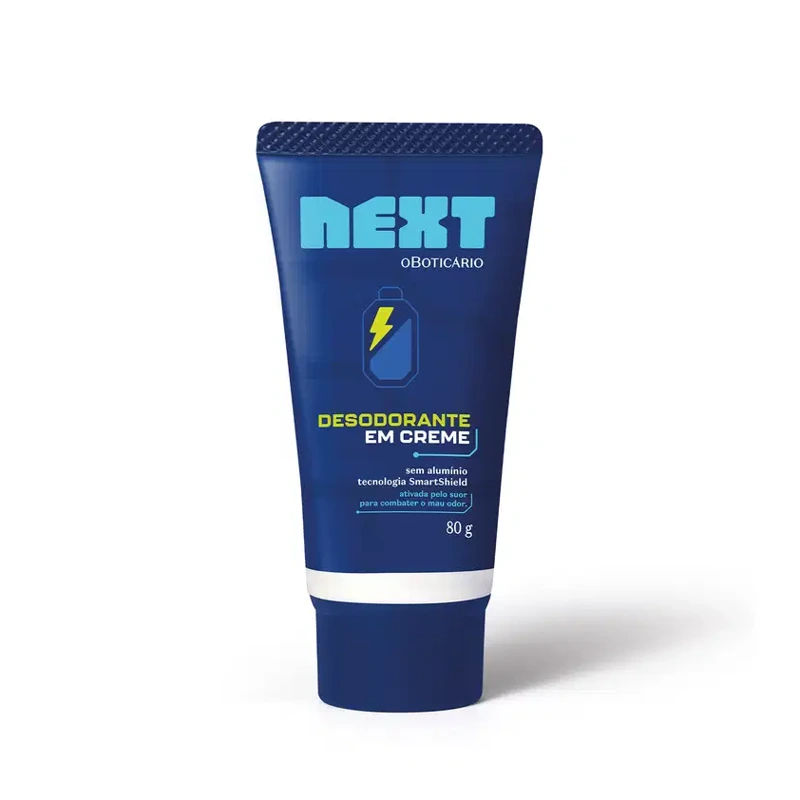 NEXT
oBoticário
DESODORANTE
EM CREME
sem alumínio
tecnologia SmartShield
ativada pelo suor
para combater o mau odor.
80 g